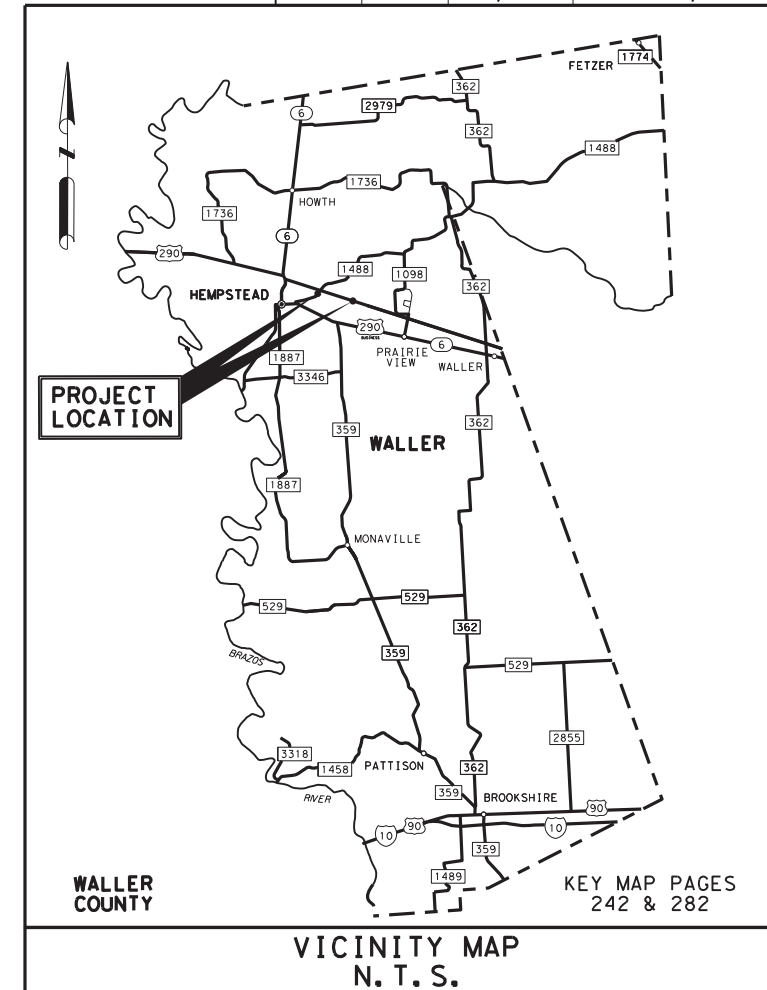 FETZER
1774
362
6
2979
362
1488
1736
1736
HOWTH
6
290
1488
1098
362
HEMPSTEAD
290
BUSINESS
6
PRAIRIE
VIEW
WALLER
1887
3346
PROJECT
LOCATION
362
359
WALLER
1887
MONAVILLE
529
529
362
359
BRAZOS
529
2855
3318
1458
PATTISON
362
RIVER
359
BROOKSHIRE
90
90
10
10
359
1489
WALLER
COUNTY
KEY MAP PAGES
242 & 282
VICINITY MAP
N. T. S.
N